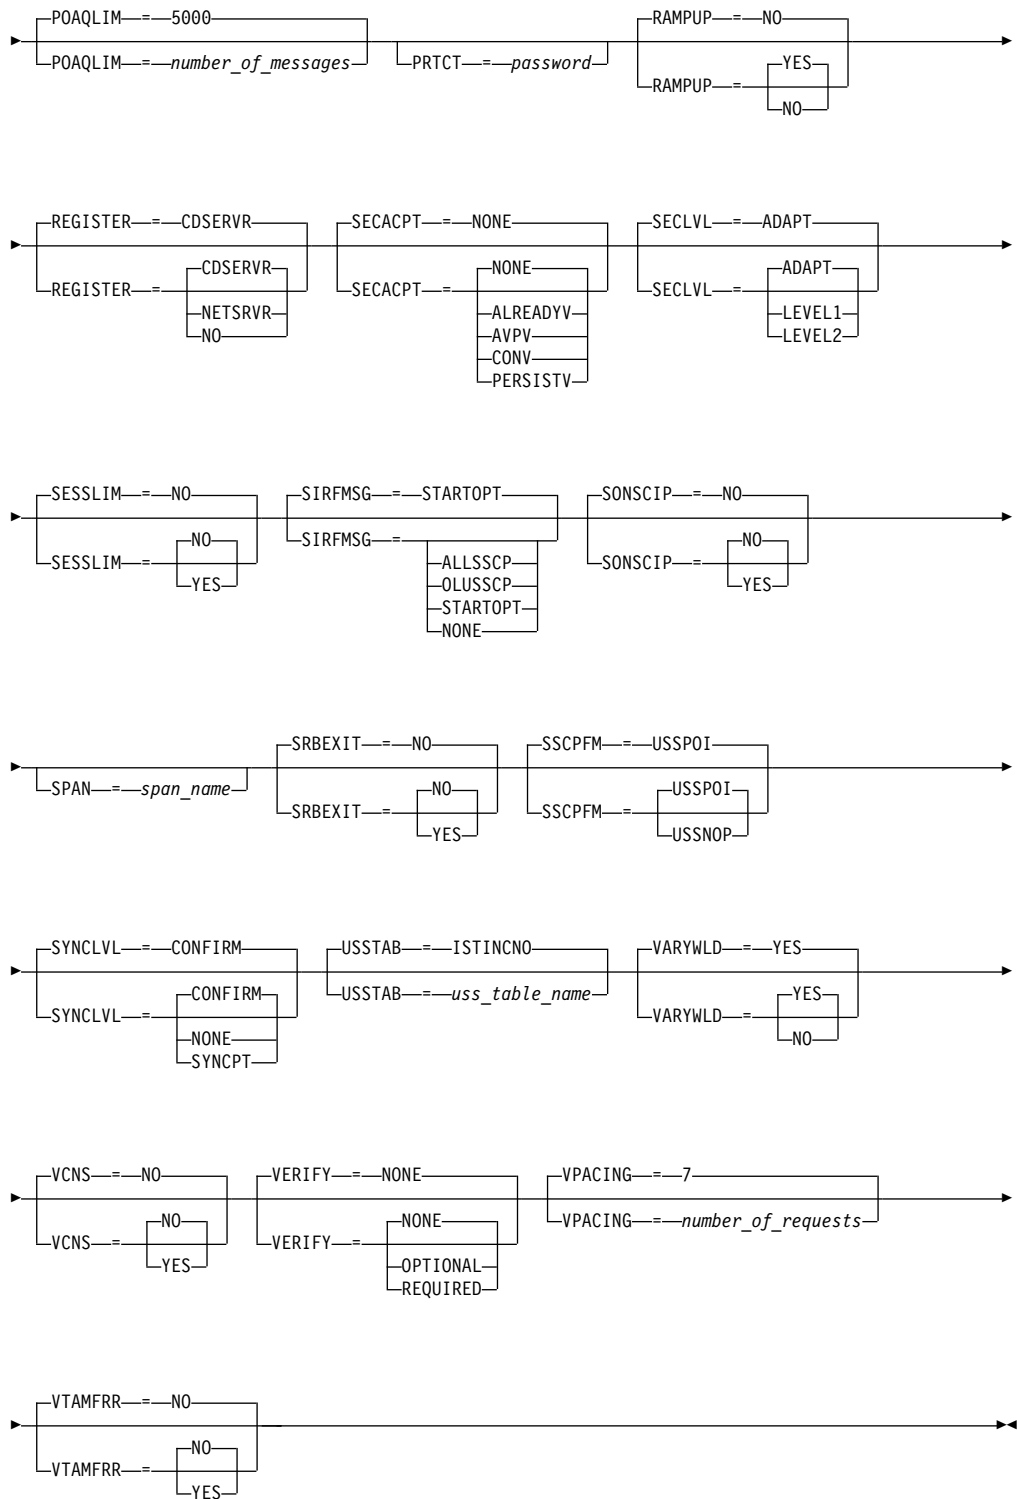 POAQLIM = 5000
POAQLIM = number_of_messages
PRTCT = password
RAMPUP = NO
RAMPUP =
YES
NO
REGISTER = CDSERVR
REGISTER =
CDSERVR
NETSRVR
NO
SECACPT = NONE
SECACPT =
NONE
ALREADYV
AVPV
CONV
PERSISTV
SECLVL = ADAPT
SECLVL =
ADAPT
LEVEL1
LEVEL2
SESSLIM = NO
SESSLIM =
NO
YES
SIRFMSG = STARTOPT
SIRFMSG =
ALLSSCP
OLUSSCP
STARTOPT
NONE
SONSCIP = NO
SONSCIP =
NO
YES
SPAN = span_name
SRBEXIT = NO
SRBEXIT =
NO
YES
SSCPFM = USSPOI
SSCPFM =
USSPOI
USSNOP
SYNCLVL = CONFIRM
SYNCLVL =
CONFIRM
NONE
SYNCPT
USSTAB = ISTINCNO
USSTAB = uss_table_name
VARYWLD = YES
VARYWLD =
YES
NO
VCNS = NO
VCNS =
NO
YES
VERIFY = NONE
VERIFY =
NONE
OPTIONAL
REQUIRED
VPACING = 7
VPACING = number_of_requests
VTAMFRR = NO
VTAMFRR =
NO
YES